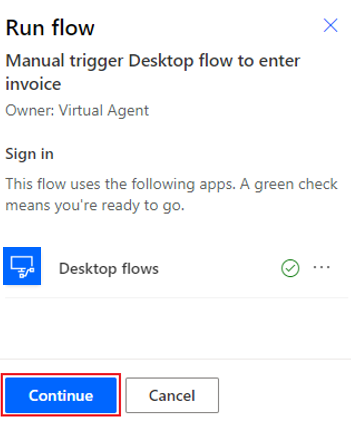 Run flow
Manual trigger Desktop flow to enter
invoice
Owner: Virtual Agent
Sign in
This flow uses the following apps. A green check
means you're ready to go.
Desktop flows
Continue
Cancel